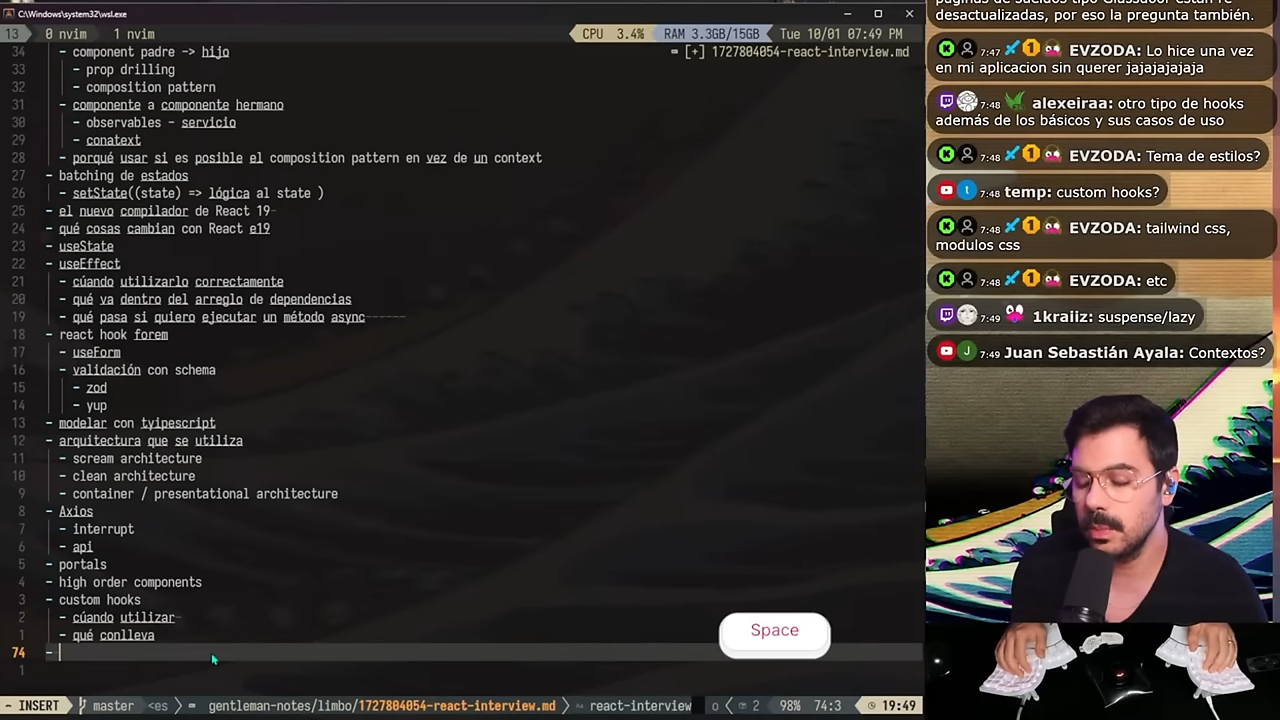 C:\Windows\system32\wsl.exe
13 0 nvim 1 nvim CPU 3.4% RAM 3.3GB/15GB Tue 10/01 07:49 PM
[+] 1727804054-react-interview.md
34 - component padre -> hijo
33 - prop drilling
32 - composition pattern
31 - componente a componente hermano
30 - observables - servicio
29 - conatext
28 - porqué usar si es posible el composition pattern en vez de un context
27 - batching de estados
26 - setState((state) => lógica al state )
25 - el nuevo compilador de React 19
24 - qué cosas cambian con React e19
23 - useState
22 - useEffect
21 - cúando utilizarlo correctamente
20 - qué va dentro del arreglo de dependencias
19 - qué pasa si quiero ejecutar un método async
18 - react hook forem
17 - useForm
16 - validación con schema
15 - zod
14 - yup
13 - modelar con tyipescript
12 - arquitectura que se utiliza
11 - scream architecture
10 - clean architecture
9 - container / presentational architecture
8 - Axios
7 - interrupt
6 - api
5 - portals
4 - high order components
3 - custom hooks
2 - cúando utilizar
1 - qué conlleva
74 -
1
Space
~ INSERT master <es gentleman-notes/limbo/1727804054-react-interview.md react-interview 2 98% 74:3 19:49
desactualizadas, por eso la pregunta también.
7:47 EVZODA: Lo hice una vez
en mi aplicacion sin querer jajajajajaja
7:48 alexeiraa: otro tipo de hooks
además de los básicos y sus casos de uso
7:48 EVZODA: Tema de estilos?
t 7:48 temp: custom hooks?
7:48 EVZODA: tailwind css,
modulos css
7:48 EVZODA: etc
7:49 1kraiiz: suspense/lazy
J 7:49 Juan Sebastián Ayala: Contextos?